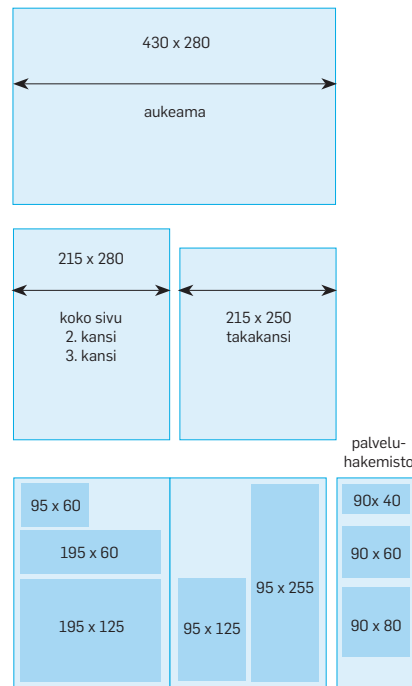 430 x 280
aukeama
215 x 280
koko sivu
2. kansi
3. kansi
215 x 250
takakansi
palvelu-
hakemisto
95 x 60
195 x 60
195 x 125
95 x 125
95 x 255
90x 40
90 x 60
90 x 80